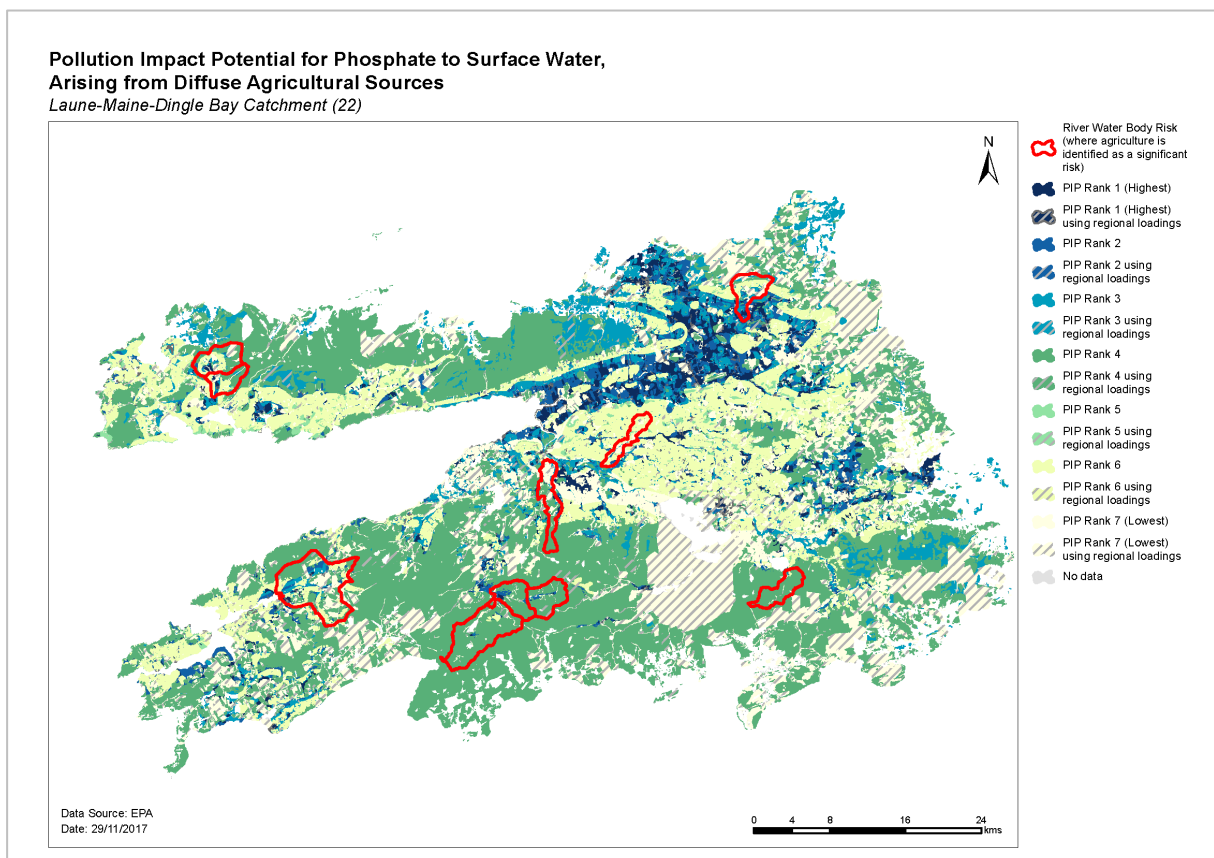 Pollution Impact Potential for Phosphate to Surface Water,
Arising from Diffuse Agricultural Sources
Laune-Maine-Dingle Bay Catchment (22)
N
River Water Body Risk
(where agriculture is
identified as a significant
risk)
PIP Rank 1 (Highest)
PIP Rank 1 (Highest)
using regional loadings
PIP Rank 2
PIP Rank 2 using
regional loadings
PIP Rank 3
PIP Rank 3 using
regional loadings
PIP Rank 4
PIP Rank 4 using
regional loadings
PIP Rank 5
PIP Rank 5 using
regional loadings
PIP Rank 6
PIP Rank 6 using
regional loadings
PIP Rank 7 (Lowest)
PIP Rank 7 (Lowest)
using regional loadings
No data
Data Source: EPA
Date: 29/11/2017
0 4 8 16 24
kms